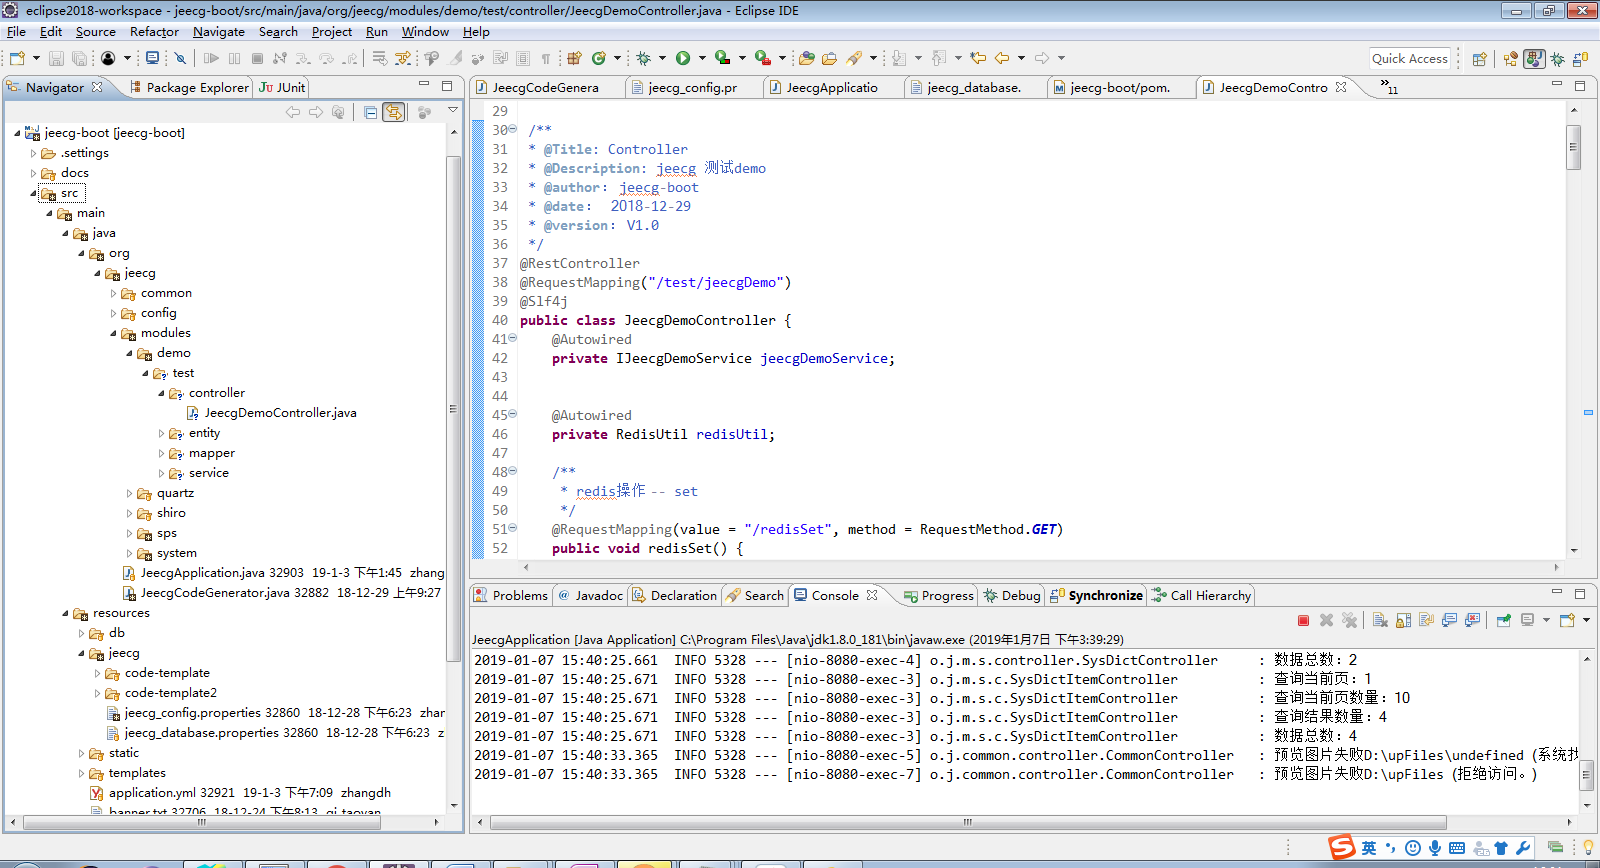 eclipse2018-workspace - jeecg-boot/src/main/java/org/jeecg/modules/demo/test/controller/JeecgDemoController.java - Eclipse IDE
File Edit Source Refactor Navigate Search Project Run Window Help
Quick Access
Navigator Package Explorer JUnit
jeecg-boot [jeecg-boot]
.settings
docs
src
main
java
org
jeecg
common
config
modules
demo
test
controller
JeecgDemoController.java
entity
mapper
service
quartz
shiro
sps
system
JeecgApplication.java 32903 19-1-3 下午1:45 zhang
JeecgCodeGenerator.java 32882 18-12-29 上午9:27
resources
db
jeecg
code-template
code-template2
jeecg_config.properties 32860 18-12-28 下午6:23 zhar
jeecg_database.properties 32860 18-12-28 下午6:23 z
static
templates
application.yml 32921 19-1-3 下午7:09 zhangdh
banner.txt 32706 18-12-24 下午8:13 qi-taoyan
JeecgCodeGenera jeecg_config.pr JeecgApplicatio jeecg_database. jeecg-boot/pom. JeecgDemoContro »11
29
30 /**
31 * @Title: Controller
32 * @Description: jeecg 测试demo
33 * @author: jeecg-boot
34 * @date: 2018-12-29
35 * @version: V1.0
36 */
37 @RestController
38 @RequestMapping("/test/jeecgDemo")
39 @Slf4j
40 public class JeecgDemoController {
41 @Autowired
42 private IJeecgDemoService jeecgDemoService;
43
44
45 @Autowired
46 private RedisUtil redisUtil;
47
48 /**
49 * redis操作 -- set
50 */
51 @RequestMapping(value = "/redisSet", method = RequestMethod.GET)
52 public void redisSet() {
Problems @ Javadoc Declaration Search Console Progress Debug Synchronize Call Hierarchy
JeecgApplication [Java Application] C:\Program Files\Java\jdk1.8.0_181\bin\javaw.exe (2019年1月7日 下午3:39:29)
2019-01-07 15:40:25.661 INFO 5328 --- [nio-8080-exec-4] o.j.m.s.controller.SysDictController : 数据总数：2
2019-01-07 15:40:25.671 INFO 5328 --- [nio-8080-exec-3] o.j.m.s.c.SysDictItemController : 查询当前页：1
2019-01-07 15:40:25.671 INFO 5328 --- [nio-8080-exec-3] o.j.m.s.c.SysDictItemController : 查询当前页数量：10
2019-01-07 15:40:25.671 INFO 5328 --- [nio-8080-exec-3] o.j.m.s.c.SysDictItemController : 查询结果数量：4
2019-01-07 15:40:25.671 INFO 5328 --- [nio-8080-exec-3] o.j.m.s.c.SysDictItemController : 数据总数：4
2019-01-07 15:40:33.365 INFO 5328 --- [nio-8080-exec-5] o.j.common.controller.CommonController : 预览图片失败D:\upFiles\undefined (系统找
2019-01-07 15:40:33.365 INFO 5328 --- [nio-8080-exec-7] o.j.common.controller.CommonController : 预览图片失败D:\upFiles (拒绝访问。)
英